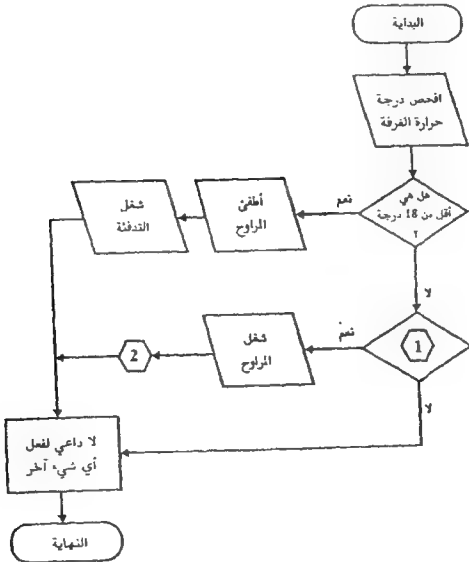 البداية
افحص درجة
حرارة الغرفة
هل هي
أقل من 18 درجة
؟
نعم
أطفئ
المراوح
شغل
التدفئة
لا
1
نعم
شغل
المراوح
2
لا
لا داعي لفعل
أي شيء آخر
النهاية